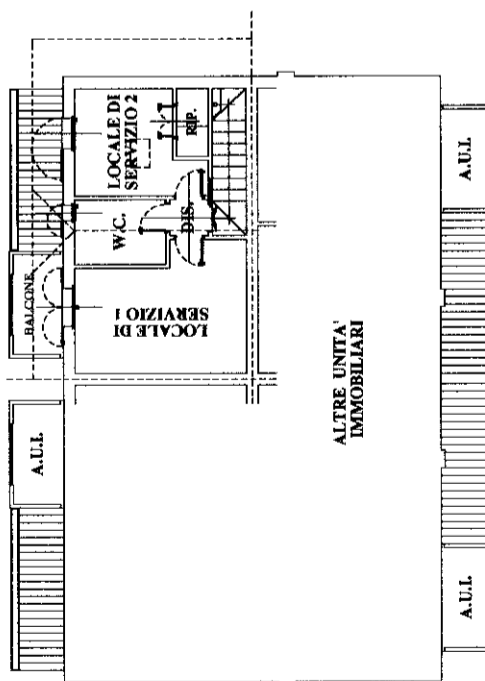 BALCONE
LOCALE DI
SERVIZIO 2
RIP.
W.C.
DIS.
LOCALE DI
SERVIZIO 1
A.U.I.
A.U.I.
ALTRE UNITA'
IMMOBILIARI
A.U.I.